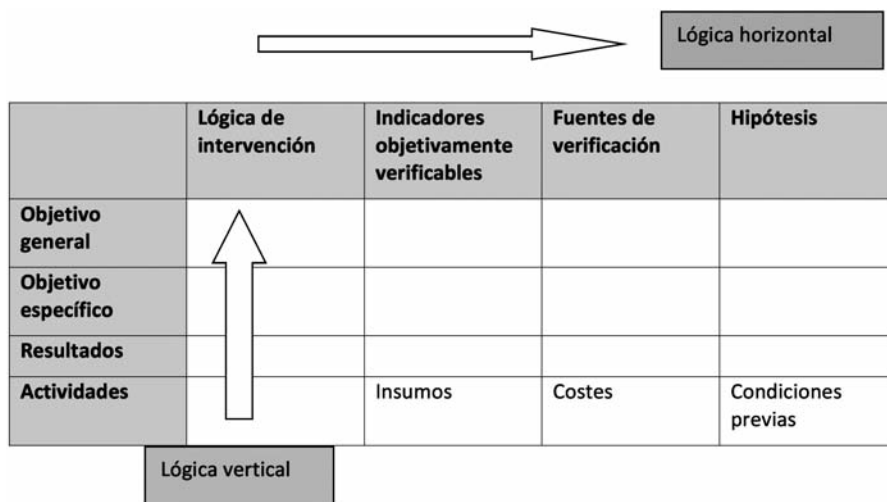 Lógica horizontal
Lógica de
intervención
Indicadores
objetivamente
verificables
Fuentes de
verificación
Hipótesis
Objetivo
general
Objetivo
específico
Resultados
Actividades
Insumos
Costes
Condiciones
previas
Lógica vertical